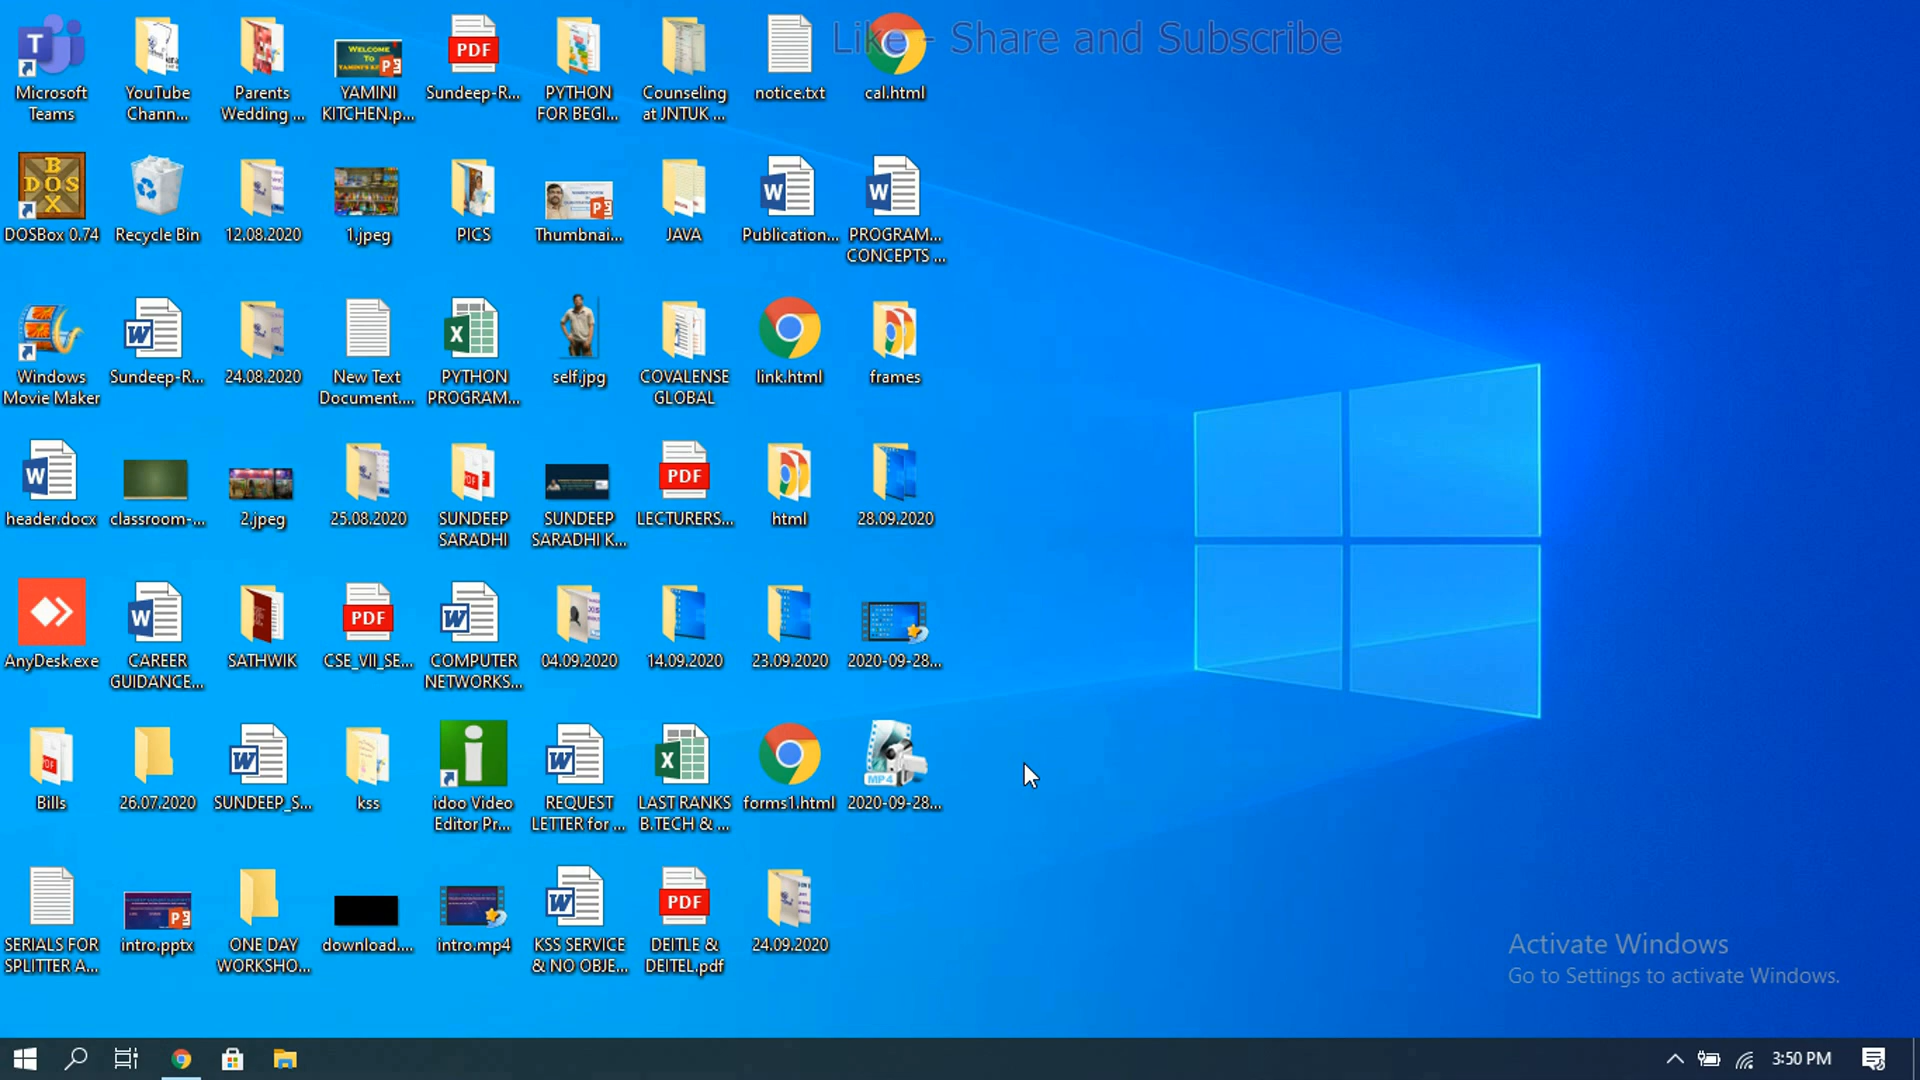 Like - Share and Subscribe
Microsoft
Teams
YouTube
Chann...
Parents
Wedding ...
WELCOME
TO
YAMINI
KITCHEN.p...
PDF
Sundeep-R...
PYTHON
FOR BEGI...
Counseling
at JNTUK ...
notice.txt
cal.html
DOSBox 0.74
Recycle Bin
12.08.2020
1.jpeg
PICS
Thumbnai...
JAVA
Publication...
PROGRAM...
CONCEPTS ...
Windows
Movie Maker
Sundeep-R...
24.08.2020
New Text
Document....
PYTHON
PROGRAM...
self.jpg
COVALENSE
GLOBAL
link.html
frames
header.docx
classroom-...
2.jpeg
25.08.2020
SUNDEEP
SARADHI
SUNDEEP
SARADHI K...
PDF
LECTURERS...
html
28.09.2020
AnyDesk.exe
CAREER
GUIDANCE...
SATHWIK
PDF
CSE_VII_SE...
COMPUTER
NETWORKS...
04.09.2020
14.09.2020
23.09.2020
2020-09-28...
Bills
26.07.2020
SUNDEEP_S...
kss
idoo Video
Editor Pr...
REQUEST
LETTER for ...
LAST RANKS
B.TECH & ...
forms1.html
MP4
2020-09-28...
SERIALS FOR
SPLITTER A...
intro.pptx
ONE DAY
WORKSHO...
download....
intro.mp4
KSS SERVICE
& NO OBJE...
PDF
DEITLE &
DEITEL.pdf
24.09.2020
Activate Windows
Go to Settings to activate Windows.
3:50 PM